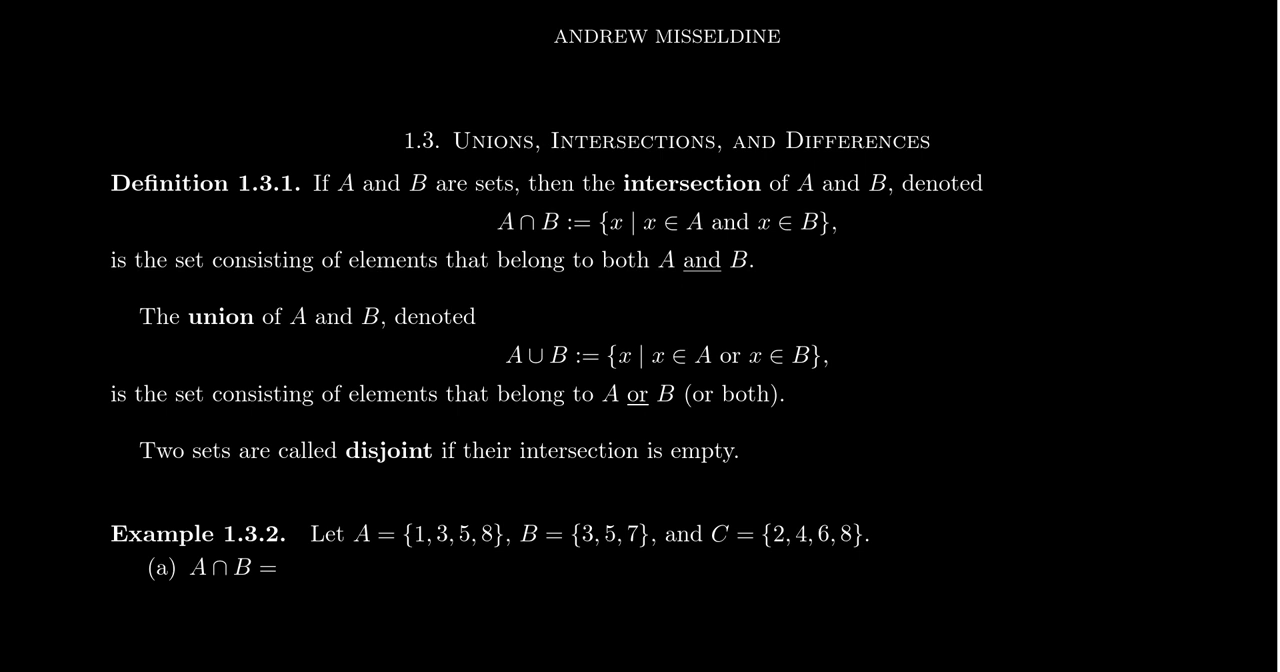 ANDREW MISSELDINE
1.3. Unions, Intersections, and Differences
Definition 1.3.1. If A and B are sets, then the intersection of A and B, denoted
A ∩ B := {x | x ∈ A and x ∈ B},
is the set consisting of elements that belong to both A and B.
The union of A and B, denoted
A ∪ B := {x | x ∈ A or x ∈ B},
is the set consisting of elements that belong to A or B (or both).
Two sets are called disjoint if their intersection is empty.
Example 1.3.2. Let A = {1, 3, 5, 8}, B = {3, 5, 7}, and C = {2, 4, 6, 8}.
(a) A ∩ B =